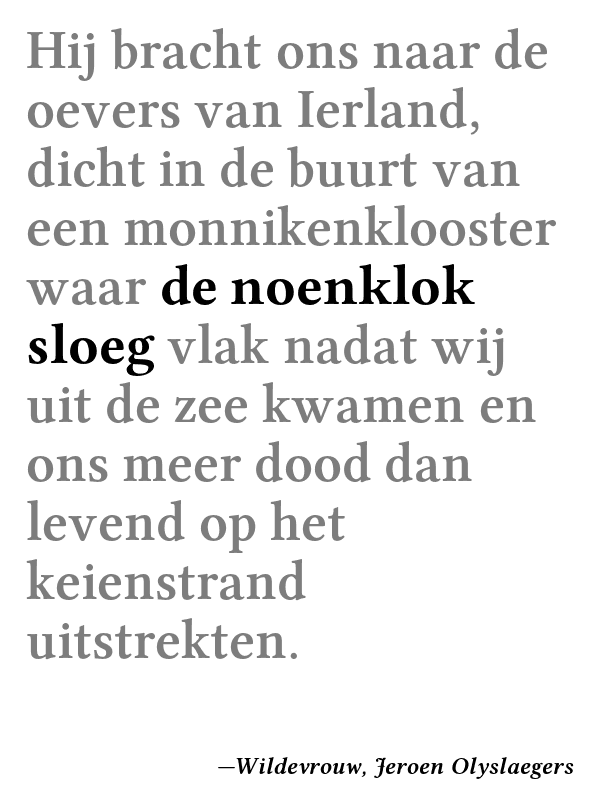 Hij bracht ons naar de
oevers van Ierland,
dicht in de buurt van
een monnikenklooster
waar de noenklok
sloeg vlak nadat wij
uit de zee kwamen en
ons meer dood dan
levend op het
keienstrand
uitstrekten.
—Wildevrouw, Jeroen Olyslaegers